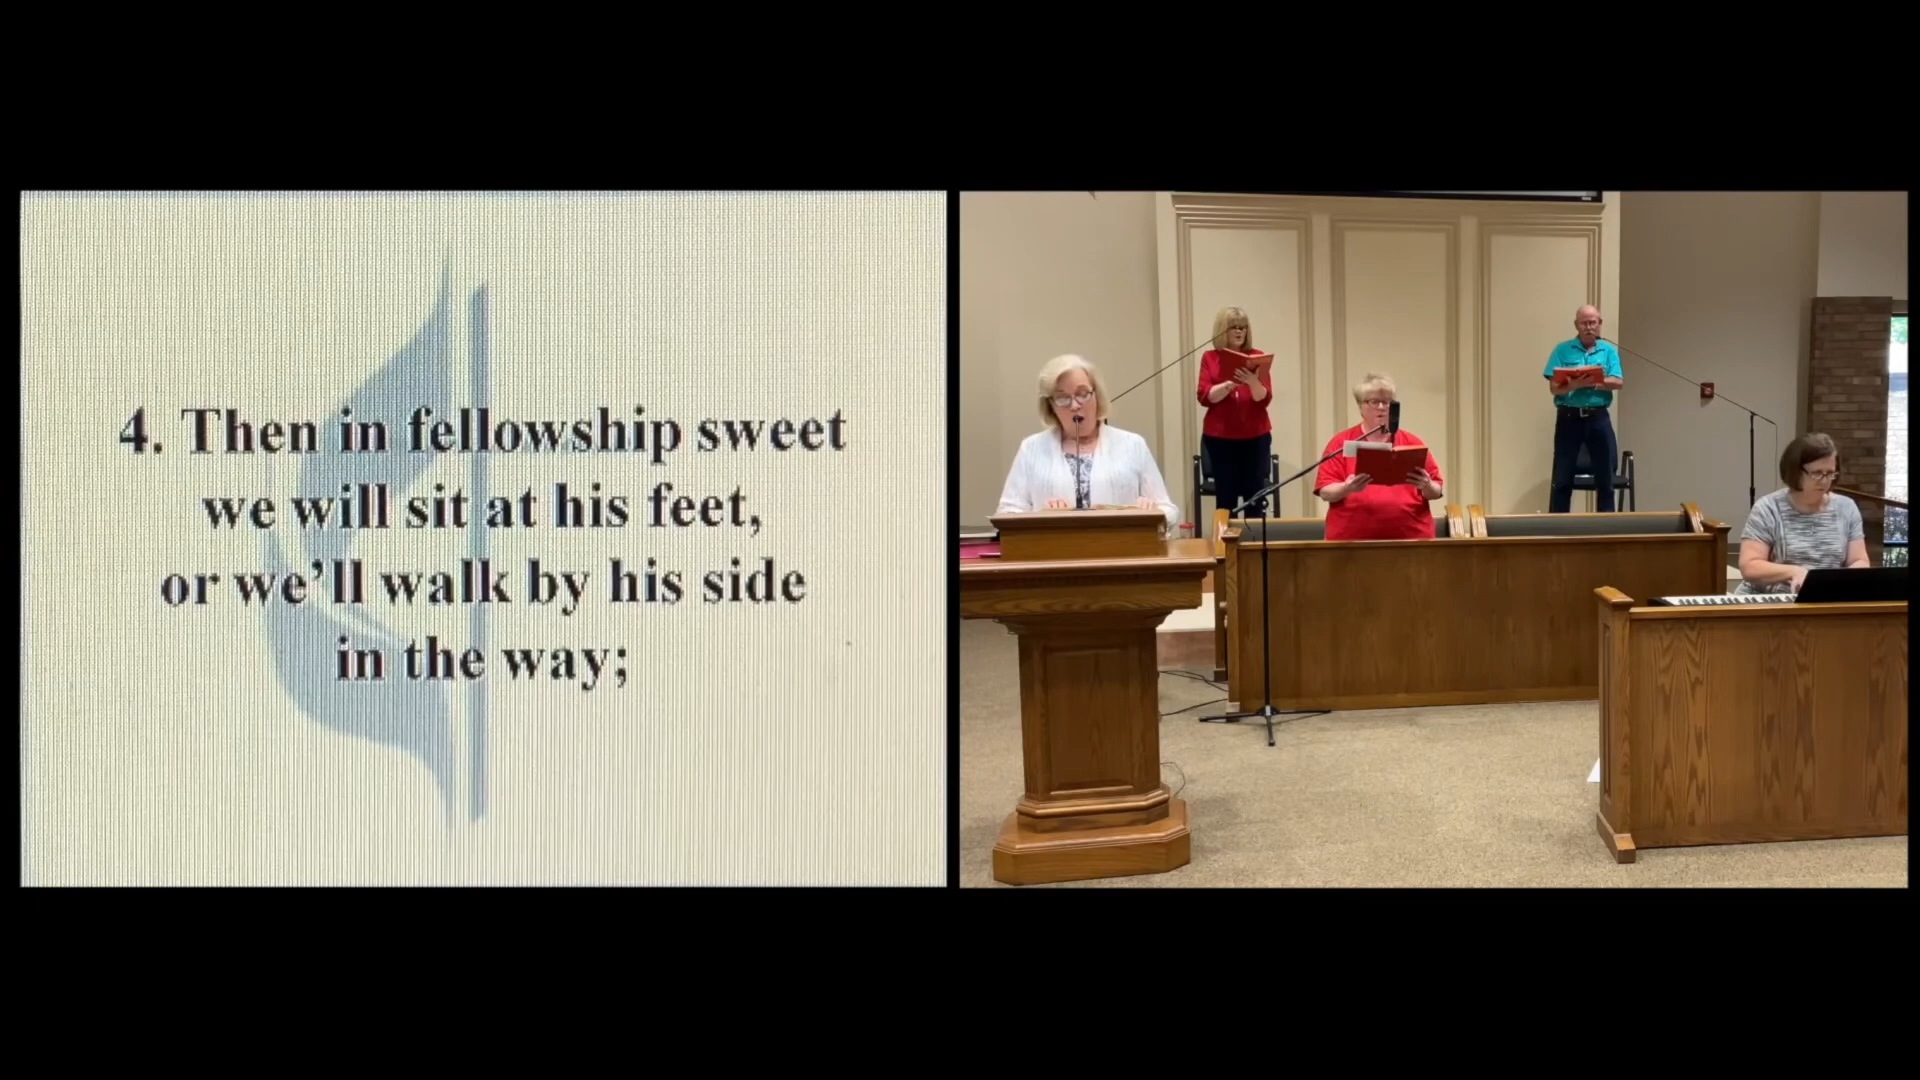 4. Then in fellowship sweet
we will sit at his feet,
or we’ll walk by his side
in the way;